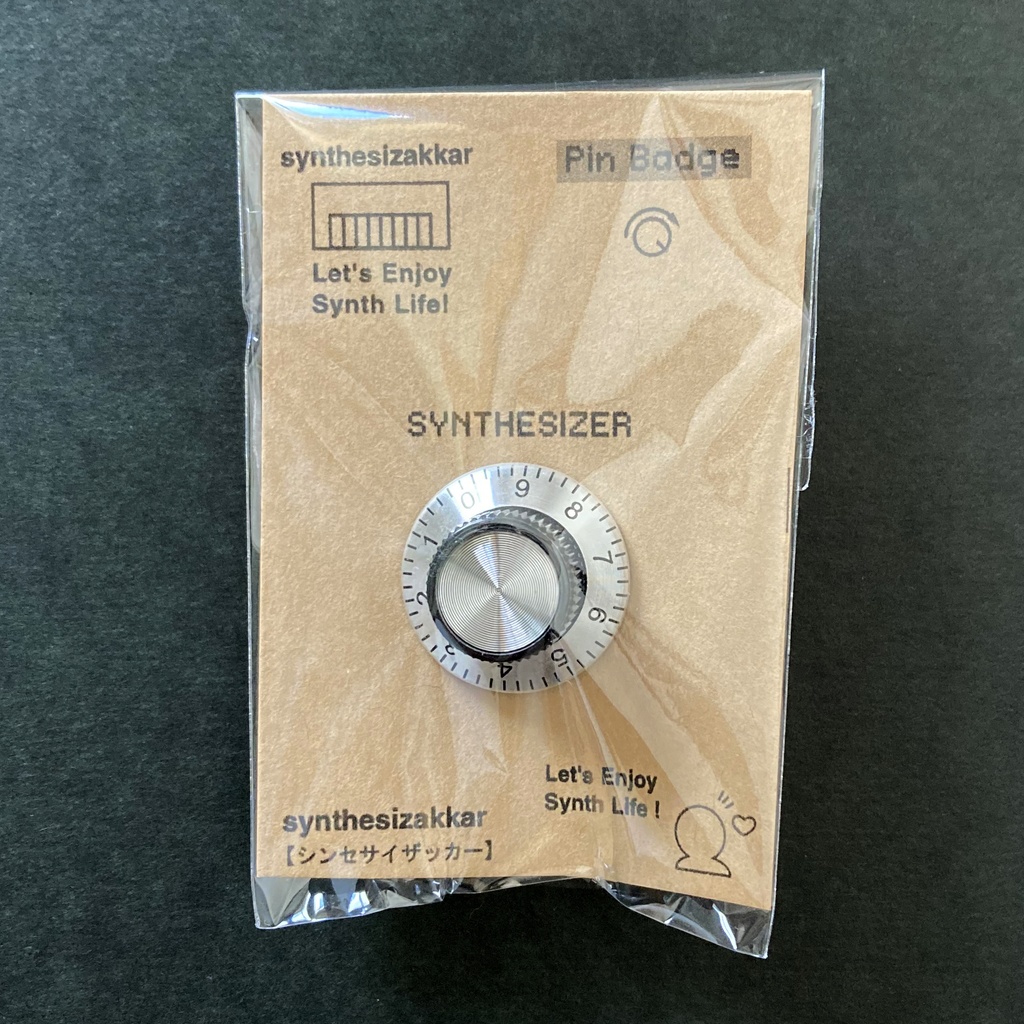 synthesizakkar
Pin Badge
Let's Enjoy
Synth Life!
SYNTHESIZER
0 9 8 7 6 5 4 3 2 1
Let's Enjoy
Synth Life !
synthesizakkar
【シンセサイザッカー】